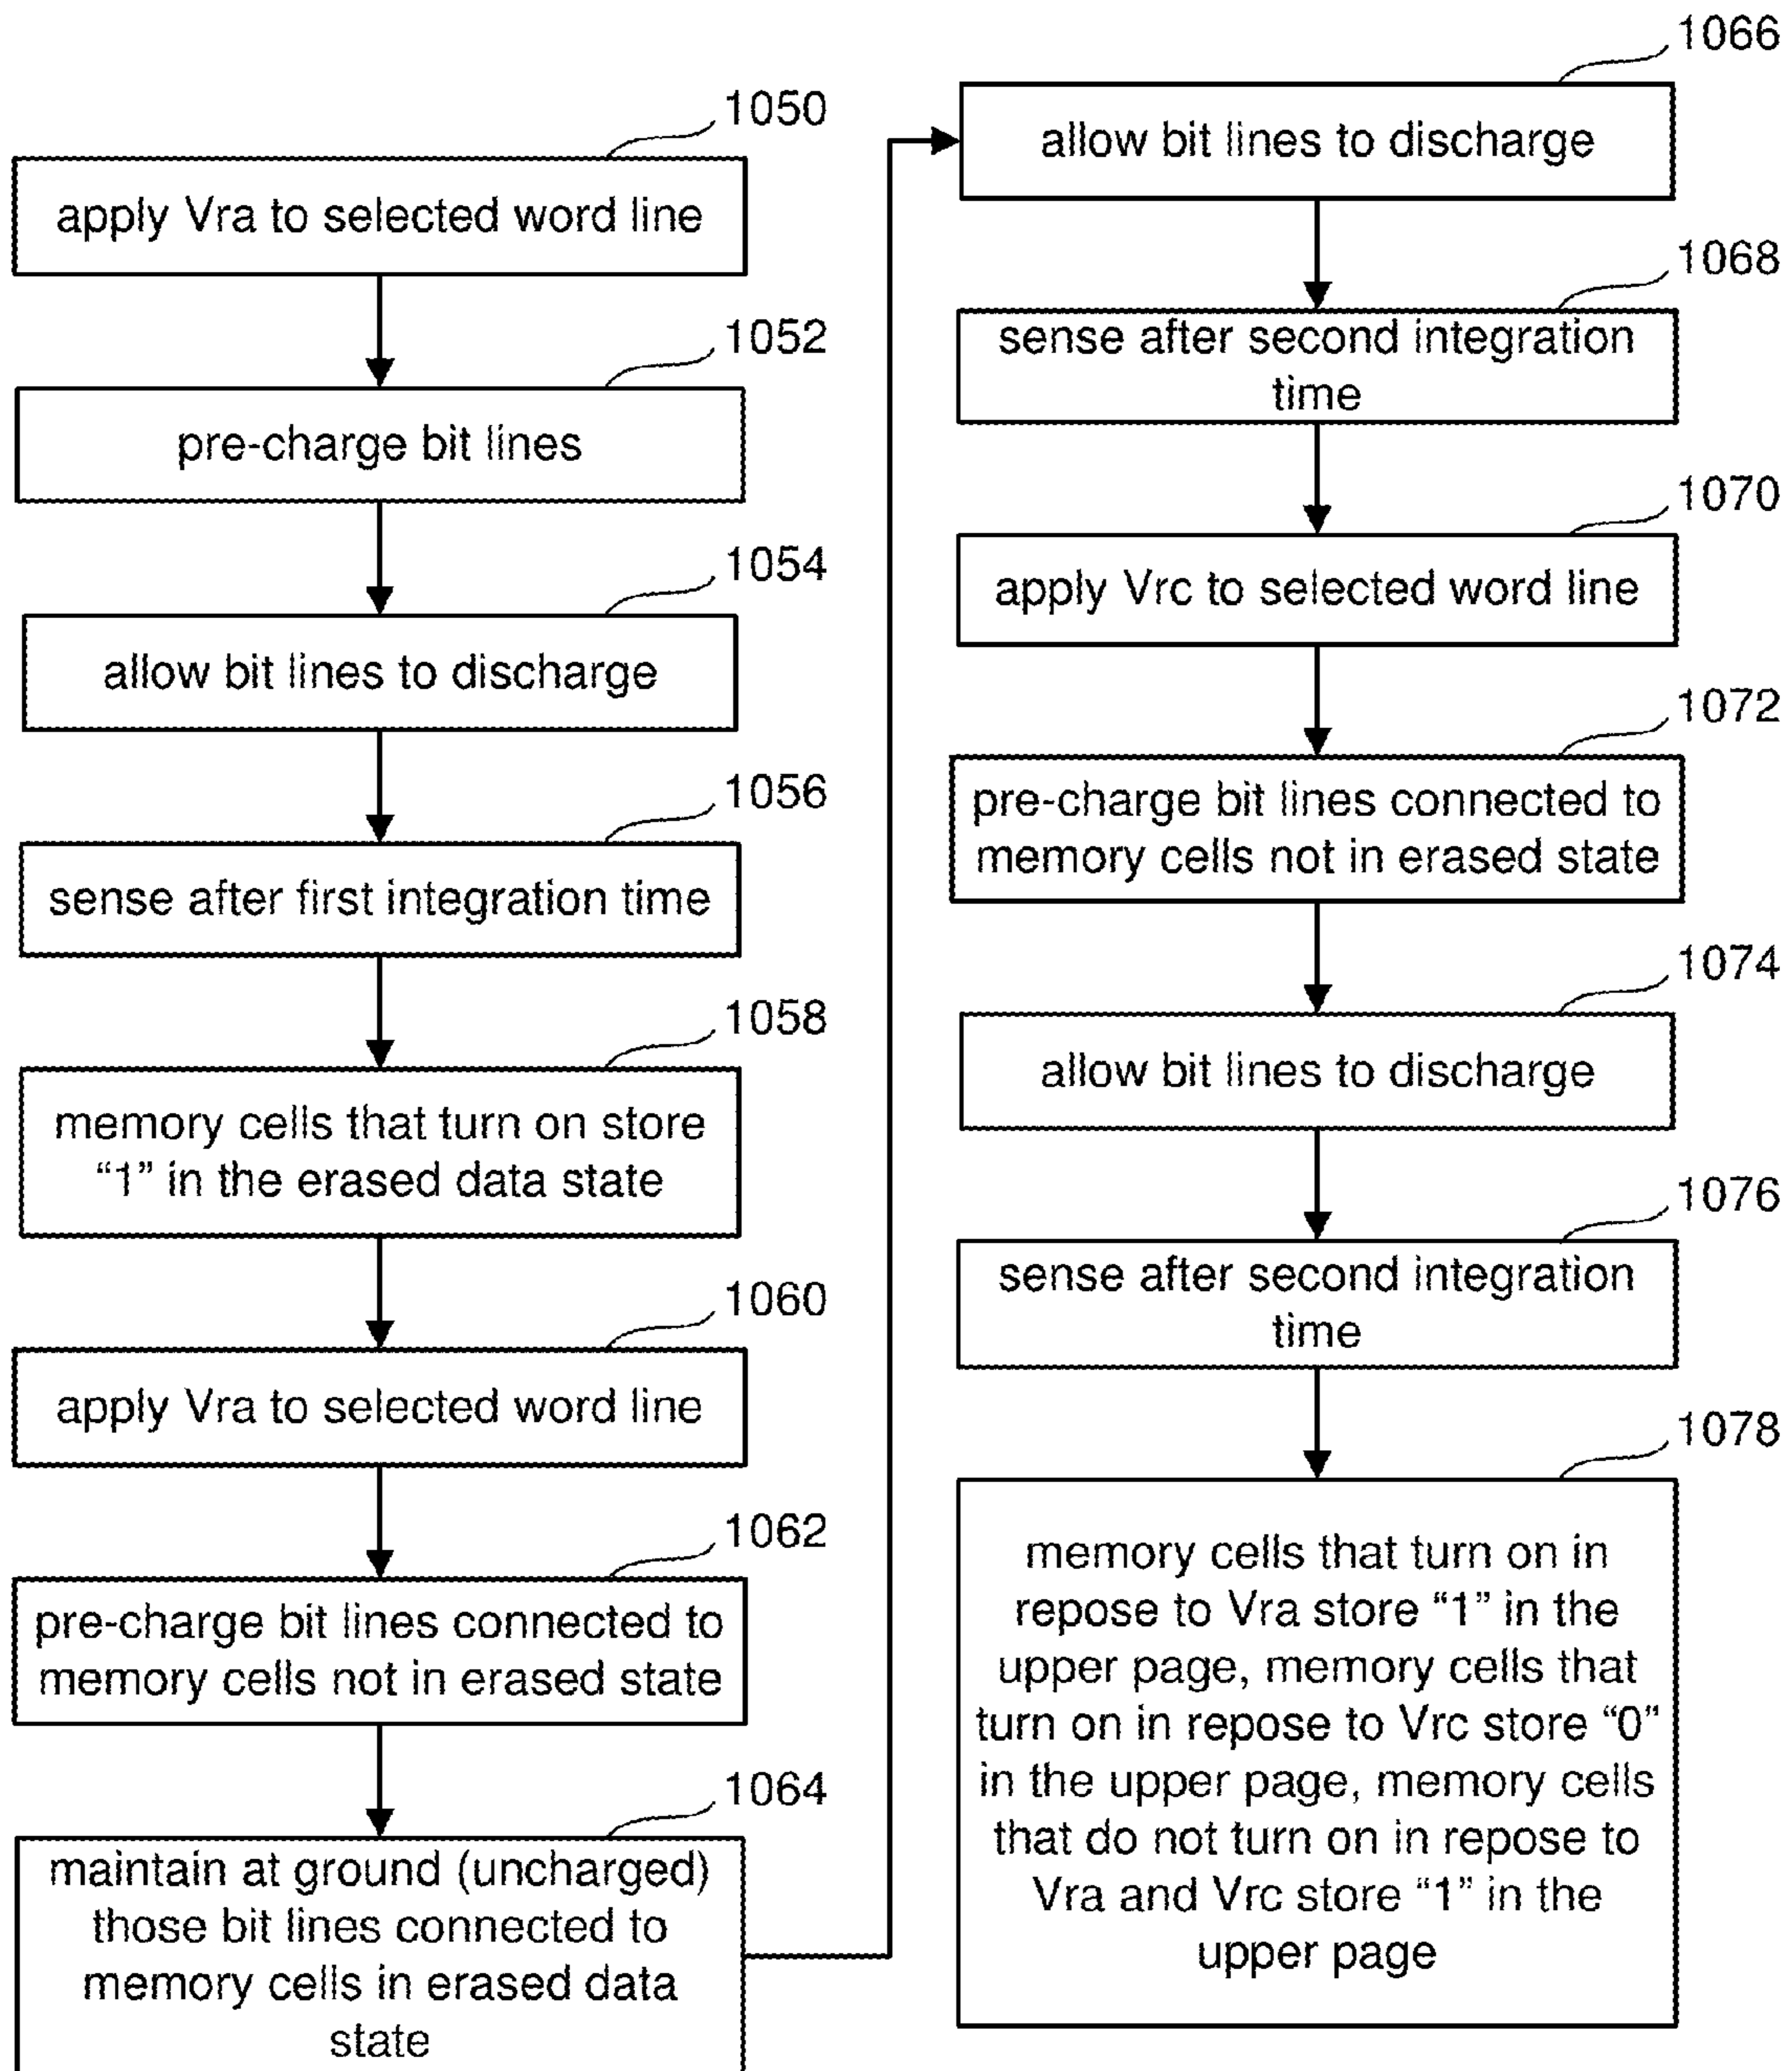 1050
apply Vra to selected word line
1052
pre-charge bit lines
1054
allow bit lines to discharge
1056
sense after first integration time
1058
memory cells that turn on store
“1” in the erased data state
1060
apply Vra to selected word line
1062
pre-charge bit lines connected to
memory cells not in erased state
1064
maintain at ground (uncharged)
those bit lines connected to
memory cells in erased data
state
1066
allow bit lines to discharge
1068
sense after second integration
time
1070
apply Vrc to selected word line
1072
pre-charge bit lines connected to
memory cells not in erased state
1074
allow bit lines to discharge
1076
sense after second integration
time
1078
memory cells that turn on in
repose to Vra store “1” in the
upper page, memory cells that
turn on in repose to Vrc store “0”
in the upper page, memory cells
that do not turn on in repose to
Vra and Vrc store “1” in the
upper page